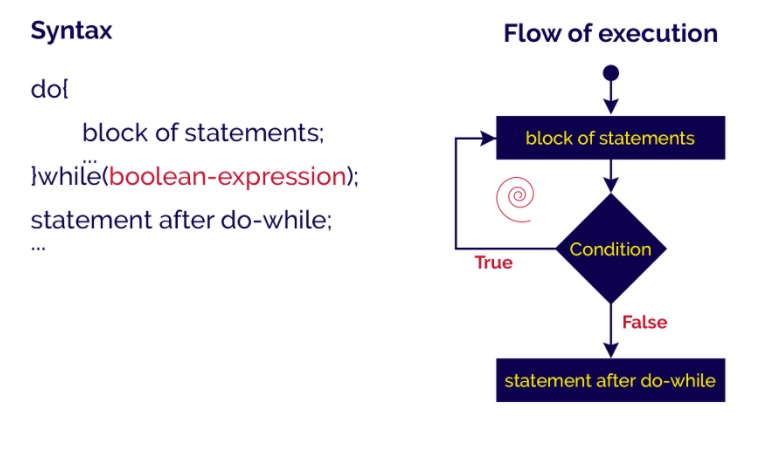 Syntax
do{
block of statements;
...
}while(boolean-expression);
statement after do-while;
...
Flow of execution
block of statements
Condition
True
False
statement after do-while